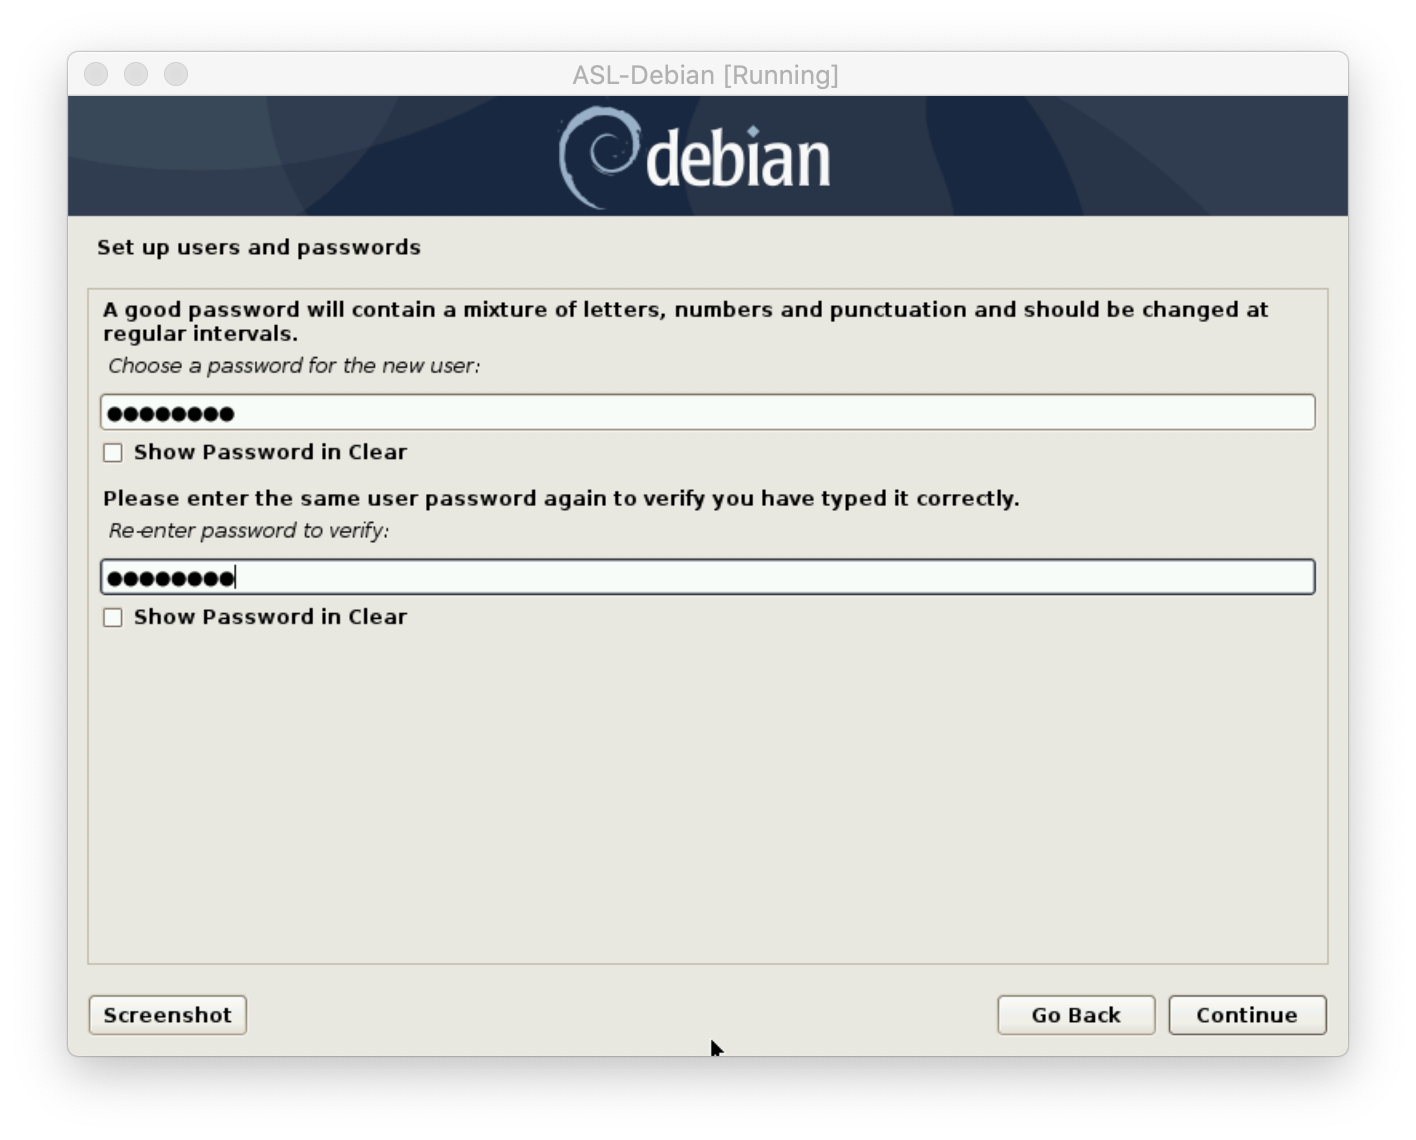 ASL-Debian [Running]
debian
Set up users and passwords
A good password will contain a mixture of letters, numbers and punctuation and should be changed at
regular intervals.
Choose a password for the new user:
●●●●●●●●
Show Password in Clear
Please enter the same user password again to verify you have typed it correctly.
Re-enter password to verify:
●●●●●●●●
Show Password in Clear
Screenshot
Go Back
Continue